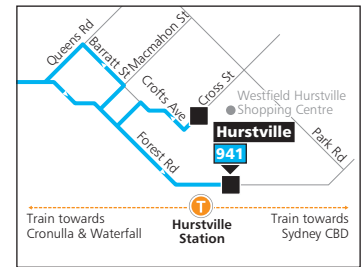 Queens Rd
Barratt St
Macmahon St
Crofts Ave
Cross St
Westfield Hurstville
Shopping Centre
Hurstville
941
Park Rd
Forest Rd
T
Train towards
Cronulla & Waterfall
Hurstville
Station
Train towards
Sydney CBD